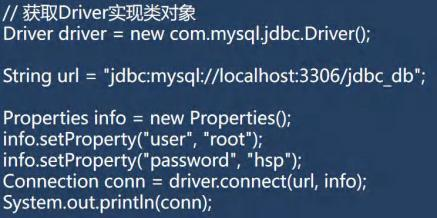 // 获取Driver实现类对象
Driver driver = new com.mysql.jdbc.Driver();
String url = "jdbc:mysql://localhost:3306/jdbc_db";
Properties info = new Properties();
info.setProperty("user", "root");
info.setProperty("password", "hsp");
Connection conn = driver.connect(url, info);
System.out.println(conn);